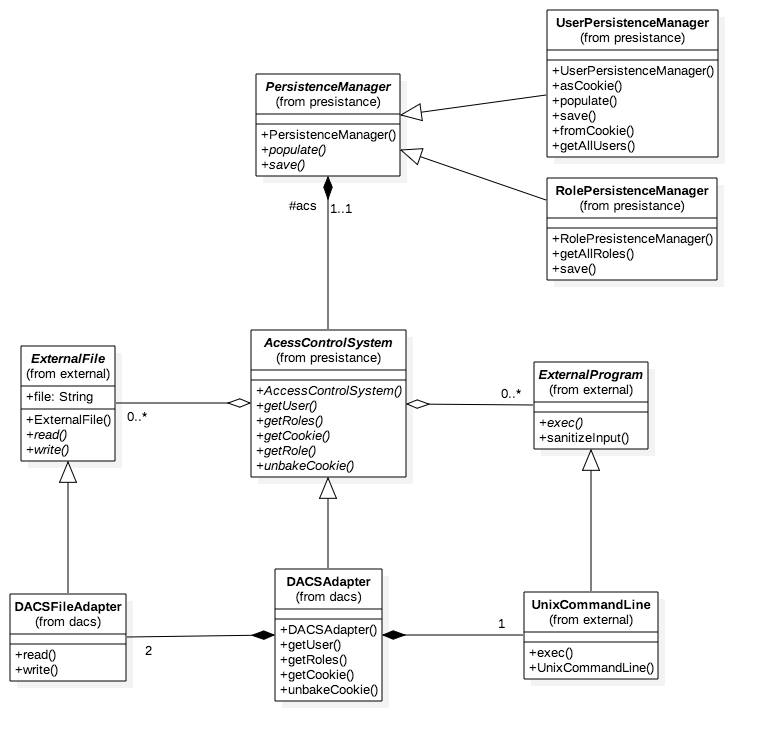 UserPersistenceManager
(from presistance)
+UserPersistenceManager()
+asCookie()
+populate()
+save()
+fromCookie()
+getAllUsers()
PersistenceManager
(from presistance)
+PersistenceManager()
+populate()
+save()
#acs
1..1
RolePersistenceManager
(from presistance)
+RolePresistenceManager()
+getAllRoles()
+save()
ExternalFile
(from external)
+file: String
+ExternalFile()
+read()
+write()
0..*
AcessControlSystem
(from presistance)
+AccessControlSystem()
+getUser()
+getRoles()
+getCookie()
+getRole()
+unbakeCookie()
0..*
ExternalProgram
(from external)
+exec()
+sanitizeInput()
DACSFileAdapter
(from dacs)
+read()
+write()
2
DACSAdapter
(from dacs)
+DACSAdapter()
+getUser()
+getRoles()
+getCookie()
+unbakeCookie()
1
UnixCommandLine
(from external)
+exec()
+UnixCommandLine()